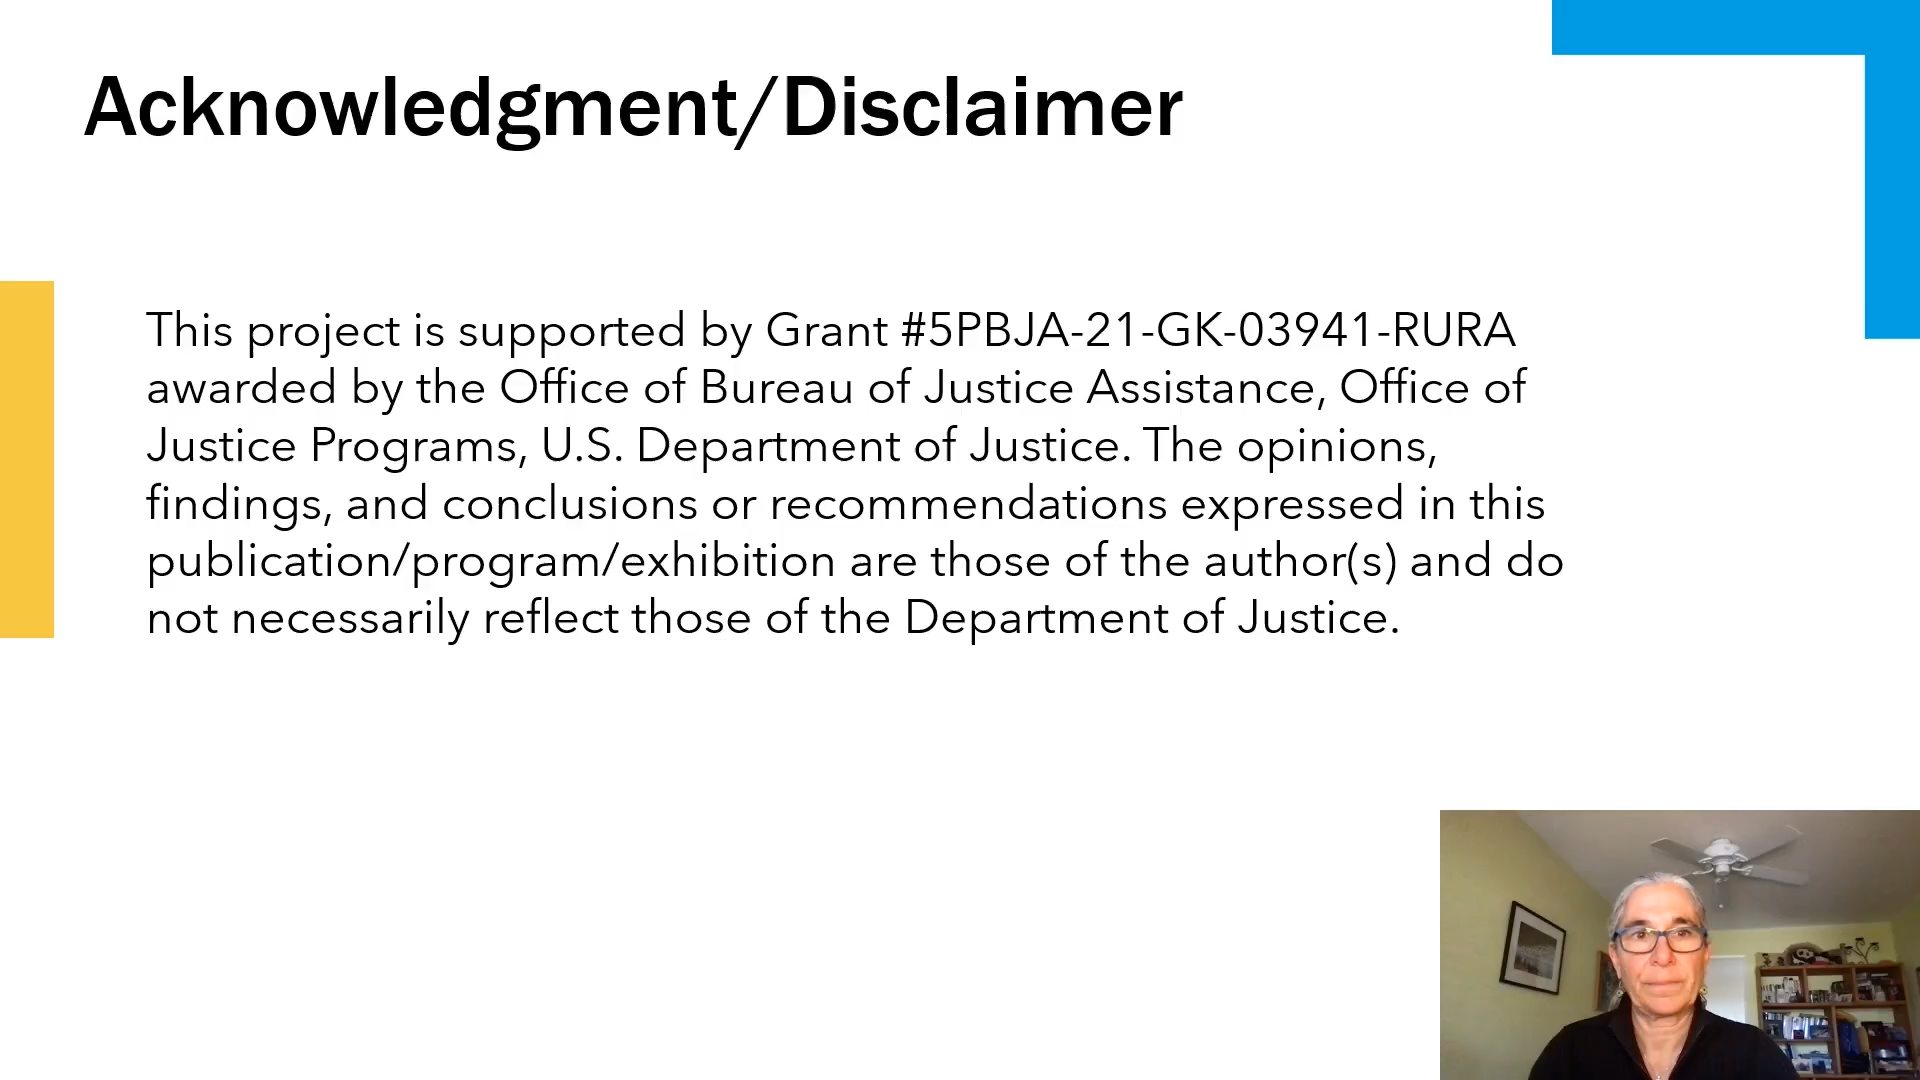 Acknowledgment/Disclaimer
This project is supported by Grant #5PBJA-21-GK-03941-RURA
awarded by the Office of Bureau of Justice Assistance, Office of
Justice Programs, U.S. Department of Justice. The opinions,
findings, and conclusions or recommendations expressed in this
publication/program/exhibition are those of the author(s) and do
not necessarily reflect those of the Department of Justice.